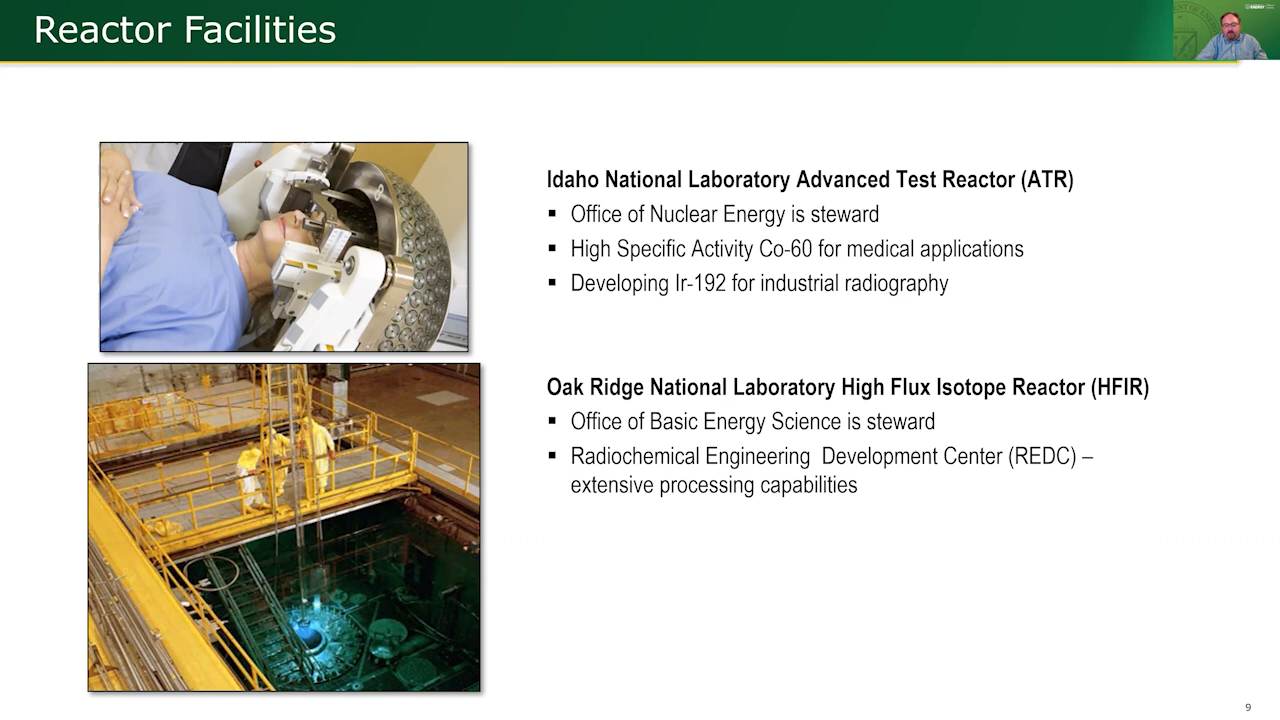 Reactor Facilities
ENERGY
Idaho National Laboratory Advanced Test Reactor (ATR)
▪ Office of Nuclear Energy is steward
▪ High Specific Activity Co-60 for medical applications
▪ Developing Ir-192 for industrial radiography
Oak Ridge National Laboratory High Flux Isotope Reactor (HFIR)
▪ Office of Basic Energy Science is steward
▪ Radiochemical Engineering  Development Center (REDC) –
extensive processing capabilities
9